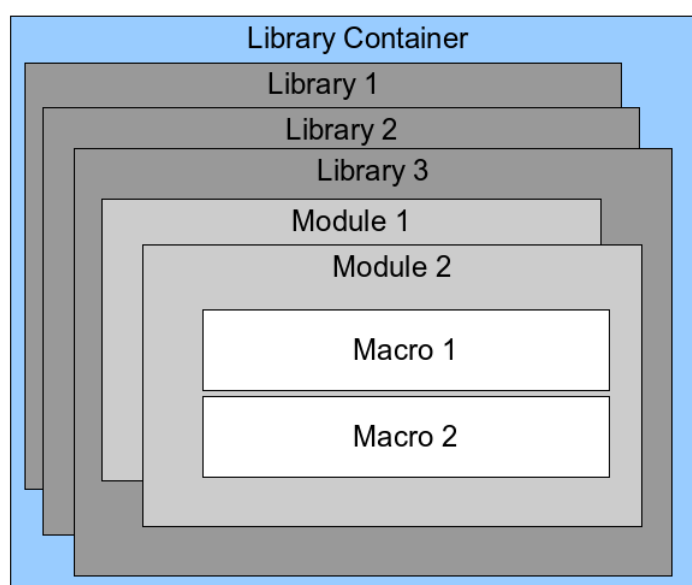 Library Container
Library 1
Library 2
Library 3
Module 1
Module 2
Macro 1
Macro 2